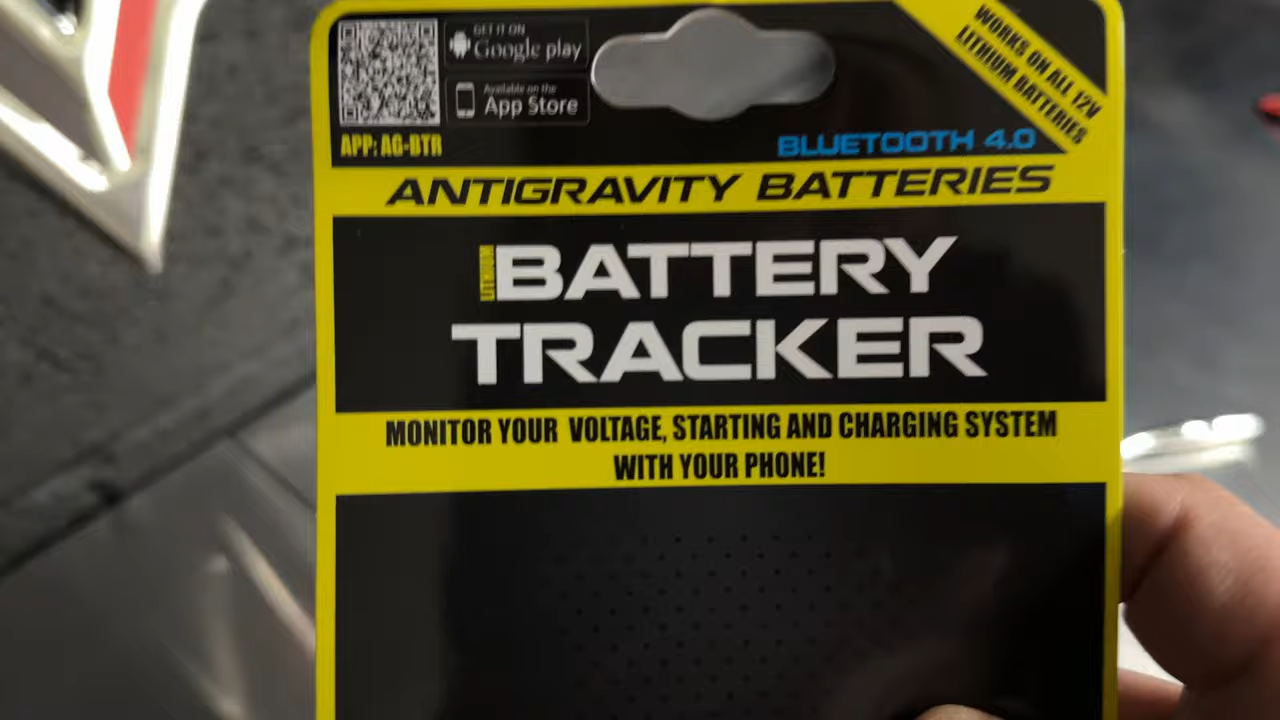 GET IT ON
Google play
Available on the
App Store
APP: AG-BTR
WORKS ON ALL 12V
LITHIUM BATTERIES
BLUETOOTH 4.0
ANTIGRAVITY BATTERIES
LITHIUM
BATTERY
TRACKER
MONITOR YOUR VOLTAGE, STARTING AND CHARGING SYSTEM
WITH YOUR PHONE!